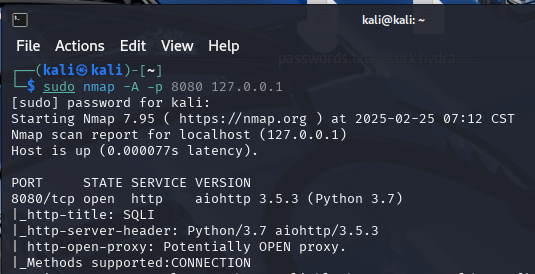 kali@kali: ~
File Actions Edit View Help
┌──(kali㉿kali)-[~]
└─$ sudo nmap -A -p 8080 127.0.0.1
[sudo] password for kali:
Starting Nmap 7.95 ( https://nmap.org ) at 2025-02-25 07:12 CST
Nmap scan report for localhost (127.0.0.1)
Host is up (0.000077s latency).
PORT     STATE SERVICE VERSION
8080/tcp open  http    aiohttp 3.5.3 (Python 3.7)
|_http-title: SQLI
|_http-server-header: Python/3.7 aiohttp/3.5.3
| http-open-proxy: Potentially OPEN proxy.
|_Methods supported:CONNECTION